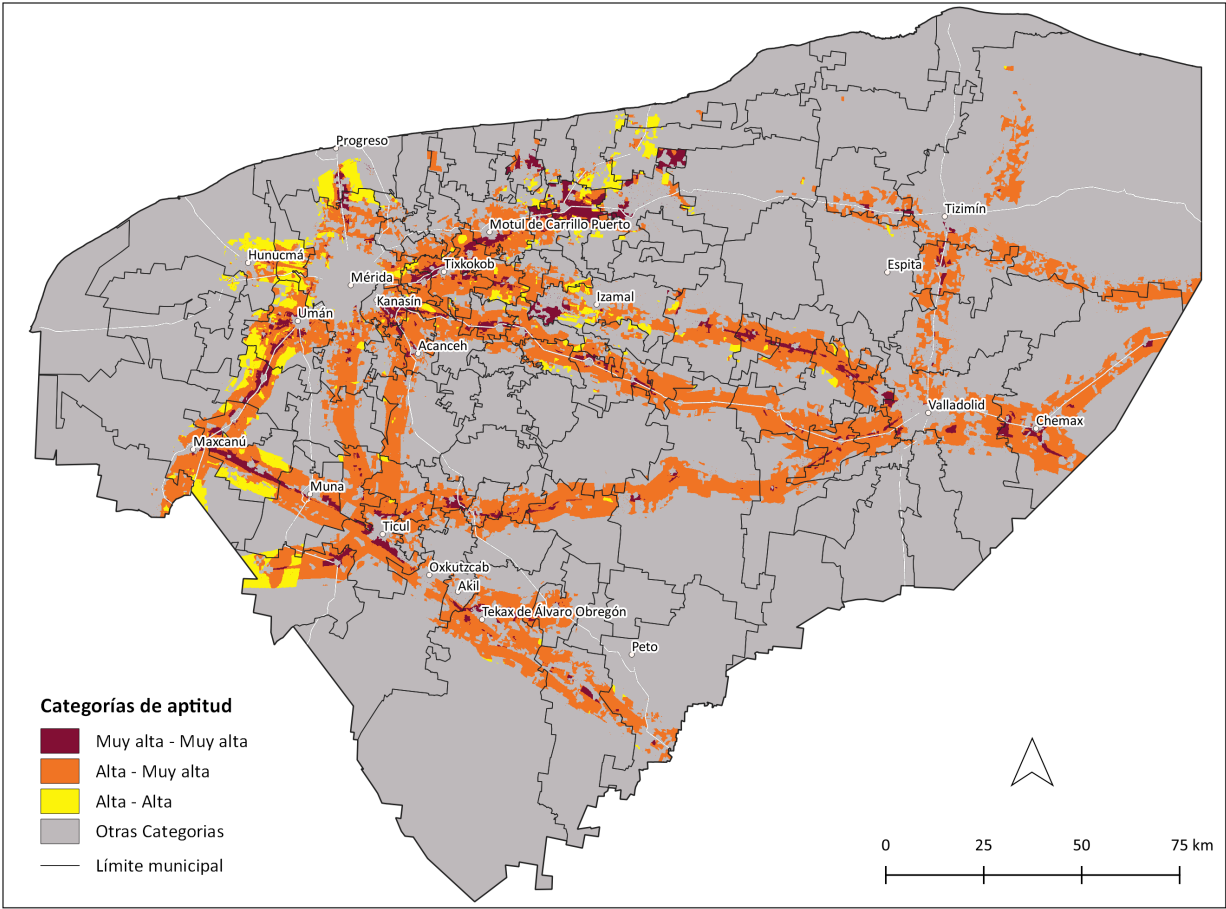 Progreso
Tizimín
Motul de Carrillo Puerto
Hunucmá
Tixkokob
Espita
Mérida
Izamal
Kanasín
Umán
Acanceh
Valladolid
Chemax
Maxcanú
Muna
Ticul
Oxkutzcab
Akil
Tekax de Álvaro Obregón
Peto
Categorías de aptitud
Muy alta - Muy alta
Alta - Muy alta
Alta - Alta
Otras Categorias
Límite municipal
0 25 50 75 km